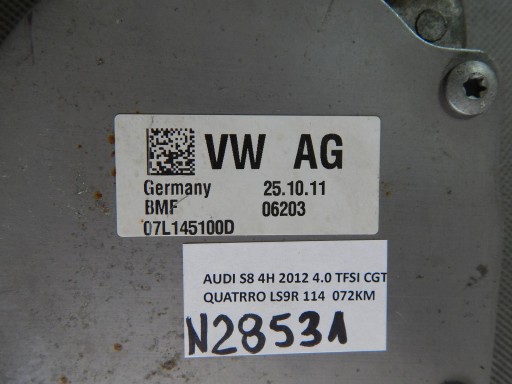 VW AG
Germany 25.10.11
BMF 06203
07L145100D
AUDI S8 4H 2012 4.0 TFSI CGT
QUATRRO LS9R 114 072KM
N28531